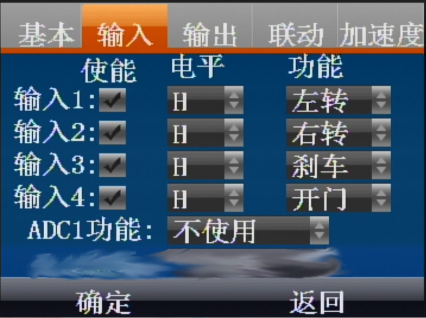 基本 输入 输出 联动 加速度
使能 电平 功能
输入1: H 左转
输入2: H 右转
输入3: H 刹车
输入4: H 开门
ADC1功能: 不使用
确定 返回